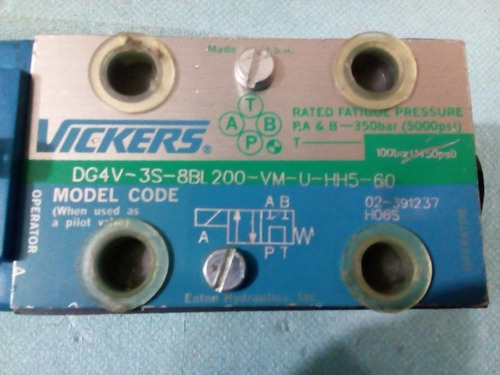 Made U.S.A.
VICKERS
T
A B
P
RATED FATIGUE PRESSURE
P,A & B—350bar (5000psi)
T— 100bar(1450psi)
DG4V-3S-8BL200-VM-U-HH5-60
MODEL CODE
(When used as
a pilot valve)
02-391237
H06S
A B
A
P T
OPERATOR
A
Eaton Hydraulics, Inc.